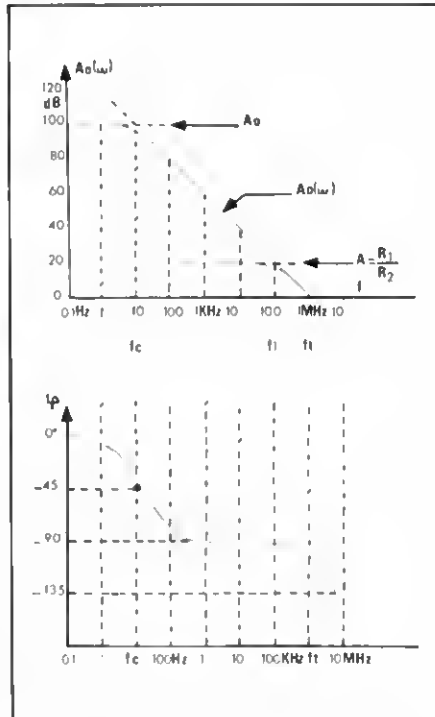 Ao(ω)
120
dB
100
Ao
80
60
Ao(ω)
40
20
A = R1
R2
0
f
0.1Hz 1 10 100 1KHz 10 100 1MHz 10
fc f1 ft
φ
0°
-45
-90
-135
0.1 1 fc 100Hz 1 10 100KHz ft 10MHz